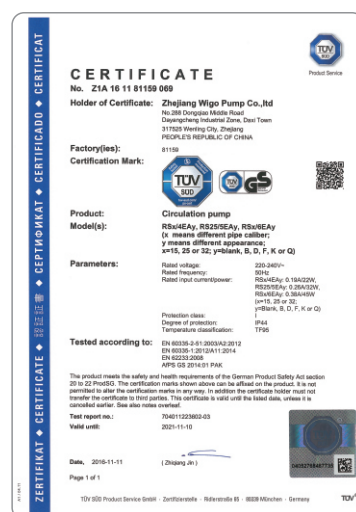 TÜV
SÜD
Product Service
CERTIFICATE
No. Z1A 16 11 81159 069
Holder of Certificate: Zhejiang Wigo Pump Co.,ltd
No.288 Dongqiao Middle Road
Dayangcheng Industrial Zone, Daxi Town
317525 Wenling City, Zhejiang
PEOPLE'S REPUBLIC OF CHINA
Factory(ies): 81159
Certification Mark:
TÜV
SÜD
TÜV
SÜD
GS
Product: Circulation pump
Model(s): RSx/4EAy, RS25/5EAy, RSx/6EAy
(x means different pipe caliber;
y means different appearance;
x=15, 25 or 32; y=blank, B, D, F, K or Q)
Parameters: Rated voltage: 220-240V~
Rated frequency: 50Hz
Rated input current/power: RSx/4EAy: 0.19A/22W,
RS25/5EAy: 0.26A/32W,
RSx/6EAy: 0.38A/45W
(x=15, 25 or 32;
y=Blank, B, D, F, K or Q)
Protection class: I
Degree of protection: IP44
Temperature classification: TF95
Tested according to: EN 60335-2-51:2003/A2:2012
EN 60335-1:2012/A11:2014
EN 62233:2008
AfPS GS 2014:01 PAK
The product meets the safety and health requirements of the German Product Safety Act section
20 to 22 ProdSG. The certification marks shown above can be affixed on the product. It is not
permitted to alter the certification marks in any way. In addition the certificate holder must not
transfer the certificate to third parties. This certificate is valid until the listed date, unless it is
cancelled earlier. See also notes overleaf.
Test report no.: 704011223602-03
Valid until: 2021-11-10
Date, 2016-11-11
( Zhiqiang Jin )
Page 1 of 1
TÜV SÜD Product Service GmbH · Zertifizierstelle · Ridlerstraße 65 · 80339 München · Germany
TÜV
ZERTIFIKAT ◆ CERTIFICATE ◆
◆ СЕРТИФИКАТ ◆ CERTIFICADO ◆ CERTIFICAT